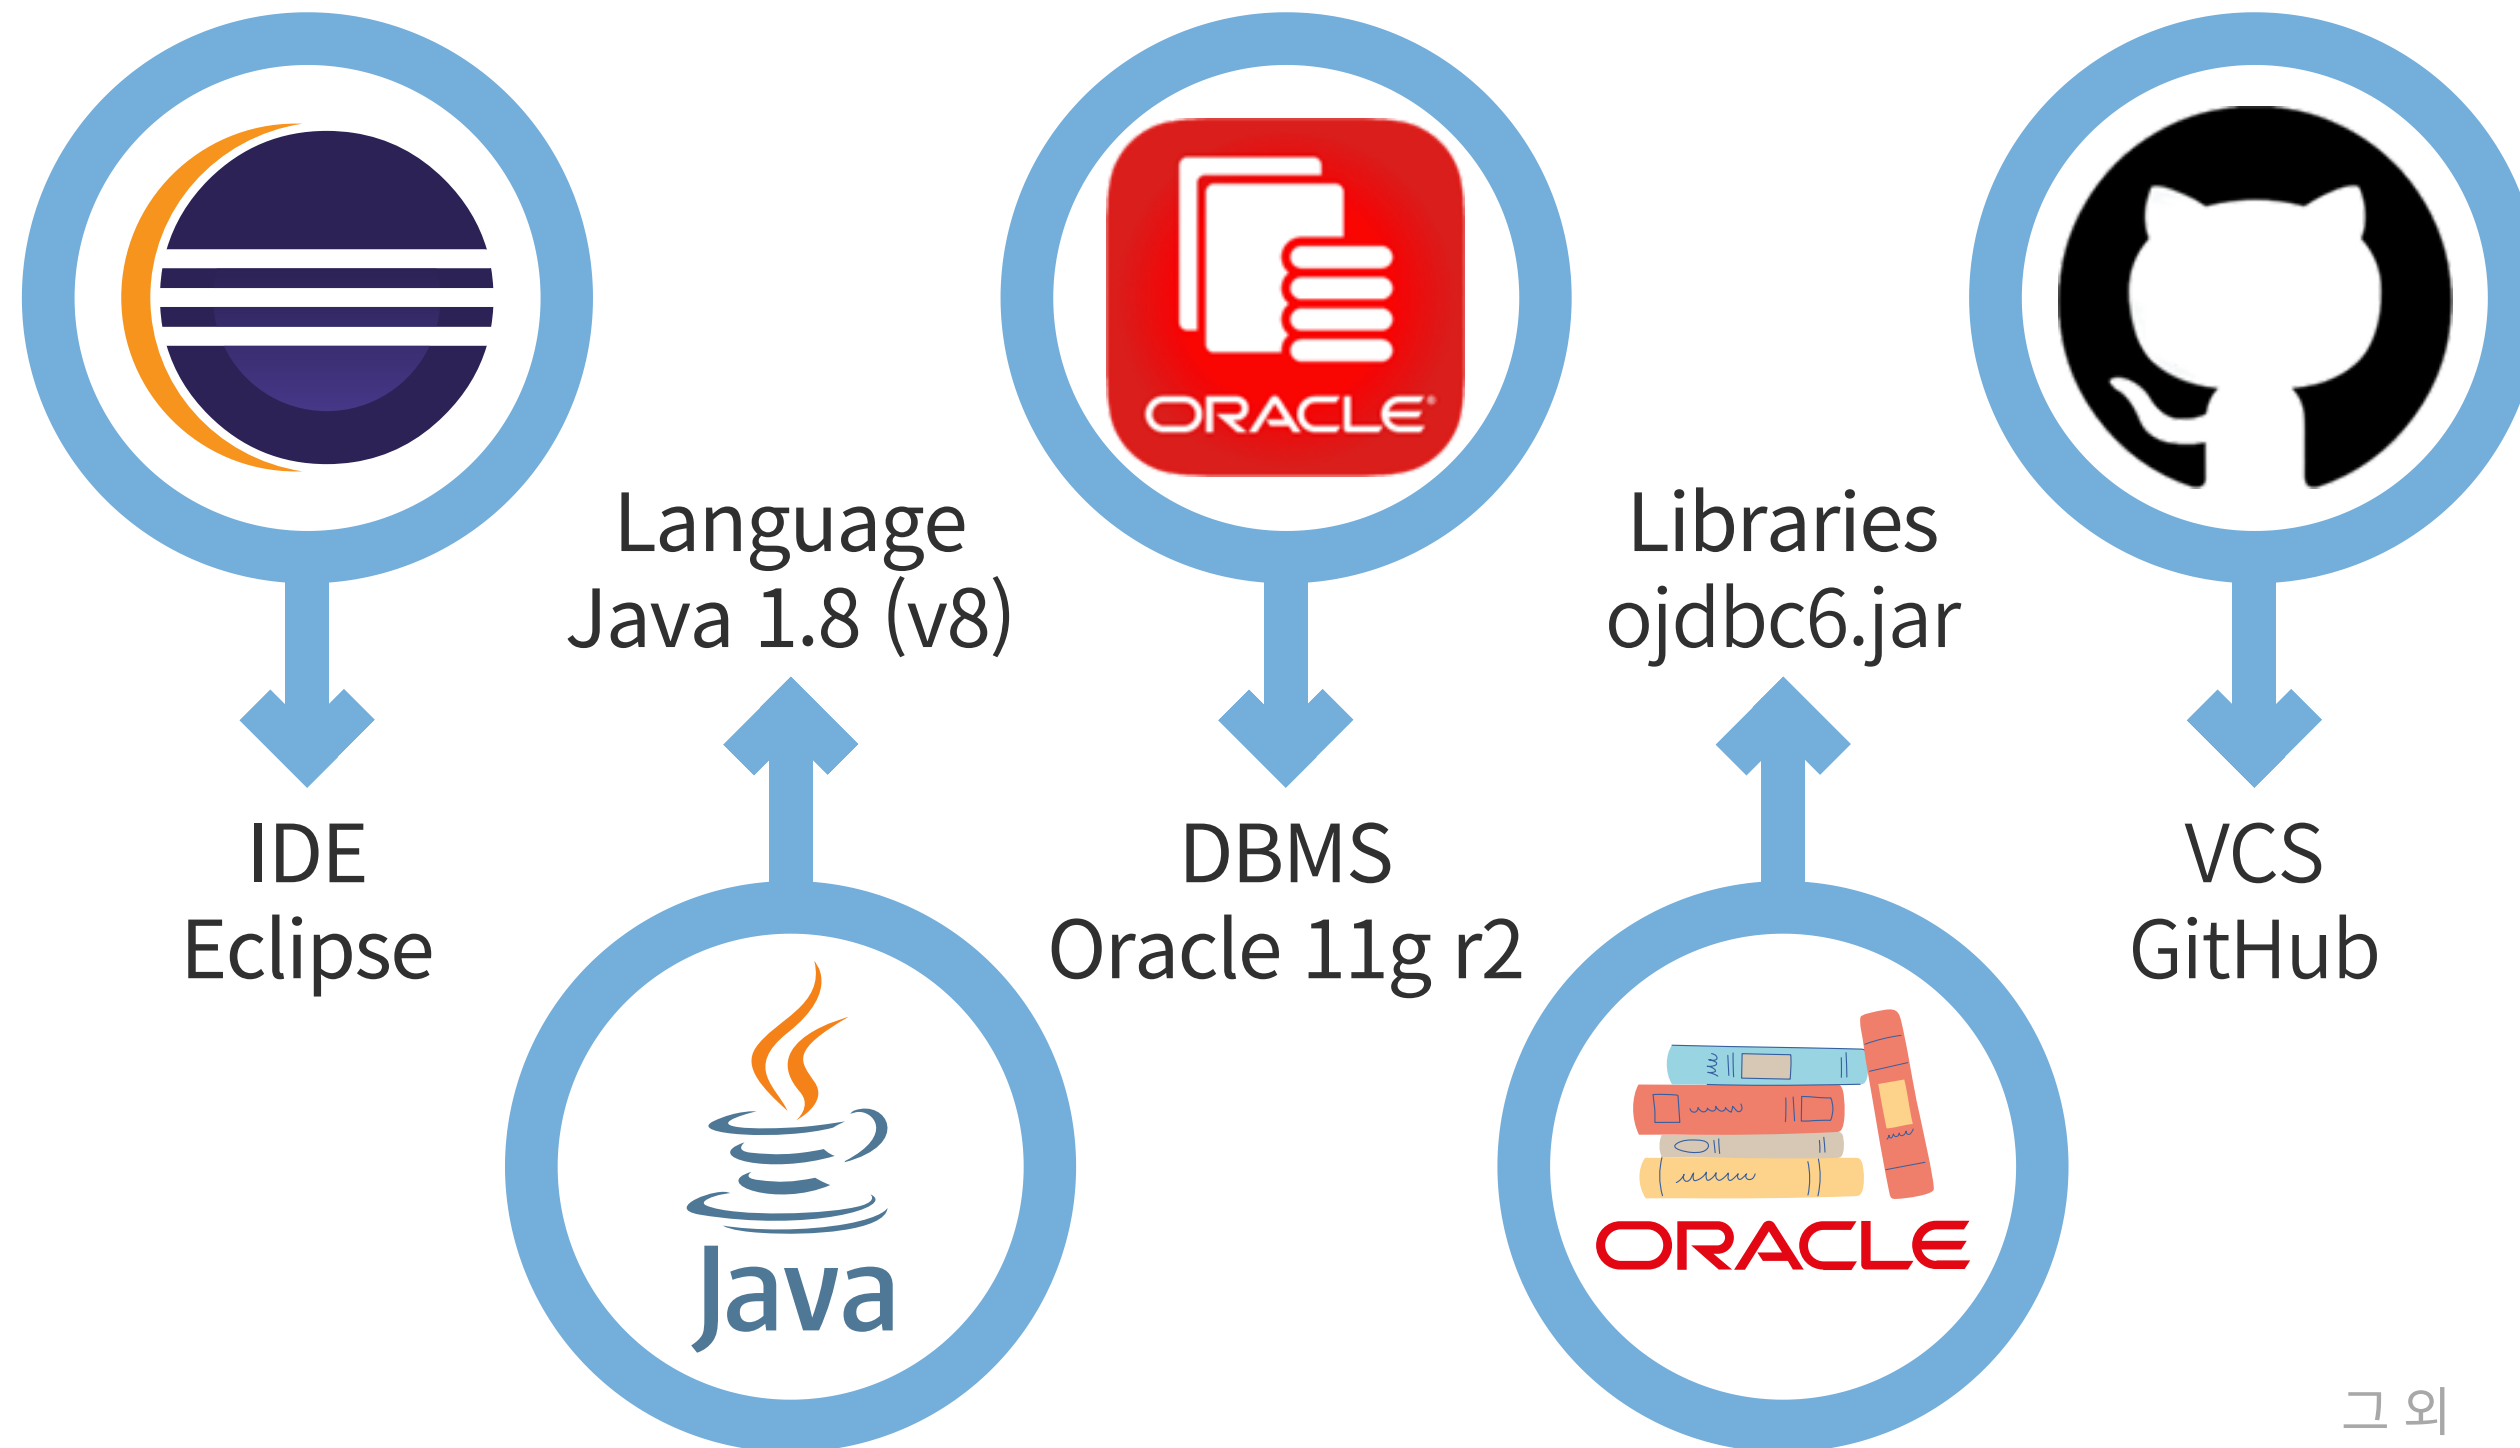 IDE
Eclipse
Language
Java 1.8 (v8)
Java
ORACLE®
DBMS
Oracle 11g r2
Libraries
ojdbc6.jar
ORACLE
VCS
GitHub
그 외